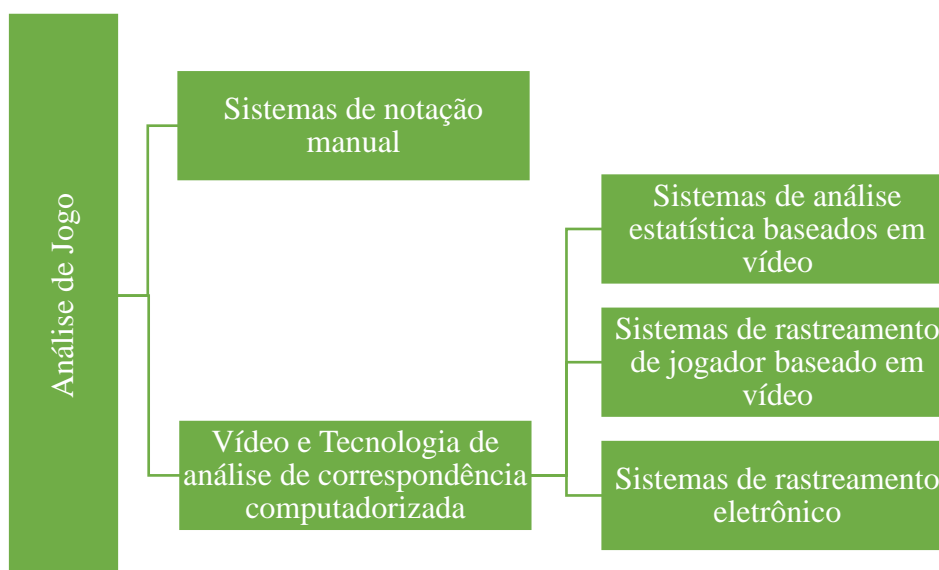 Análise de Jogo
Sistemas de notação
manual
Vídeo e Tecnologia de
análise de correspondência
computadorizada
Sistemas de análise
estatística baseados em
vídeo
Sistemas de rastreamento
de jogador baseado em
vídeo
Sistemas de rastreamento
eletrônico